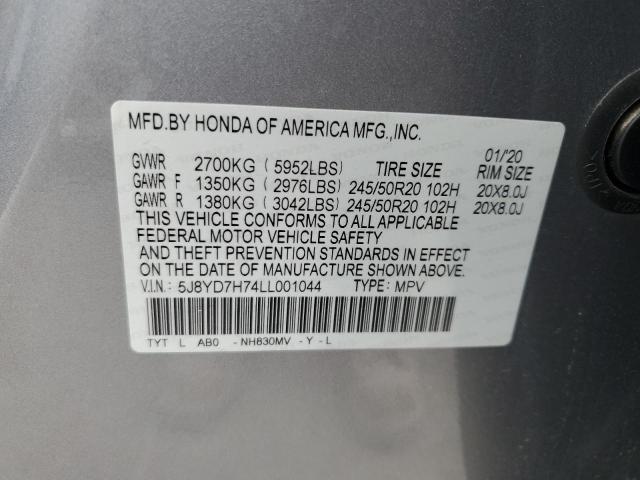 MFD.BY HONDA OF AMERICA MFG.,INC.
01/'20
GVWR 2700KG (5952LBS) TIRE SIZE RIM SIZE
GAWR F 1350KG (2976LBS) 245/50R20 102H 20X8.0J
GAWR R 1380KG (3042LBS) 245/50R20 102H 20X8.0J
THIS VEHICLE CONFORMS TO ALL APPLICABLE
FEDERAL MOTOR VEHICLE SAFETY
AND THEFT PREVENTION STANDARDS IN EFFECT
ON THE DATE OF MANUFACTURE SHOWN ABOVE.
V.I.N.: 5J8YD7H74LL001044 TYPE: MPV
TYT L AB0 -NH830MV -Y-L